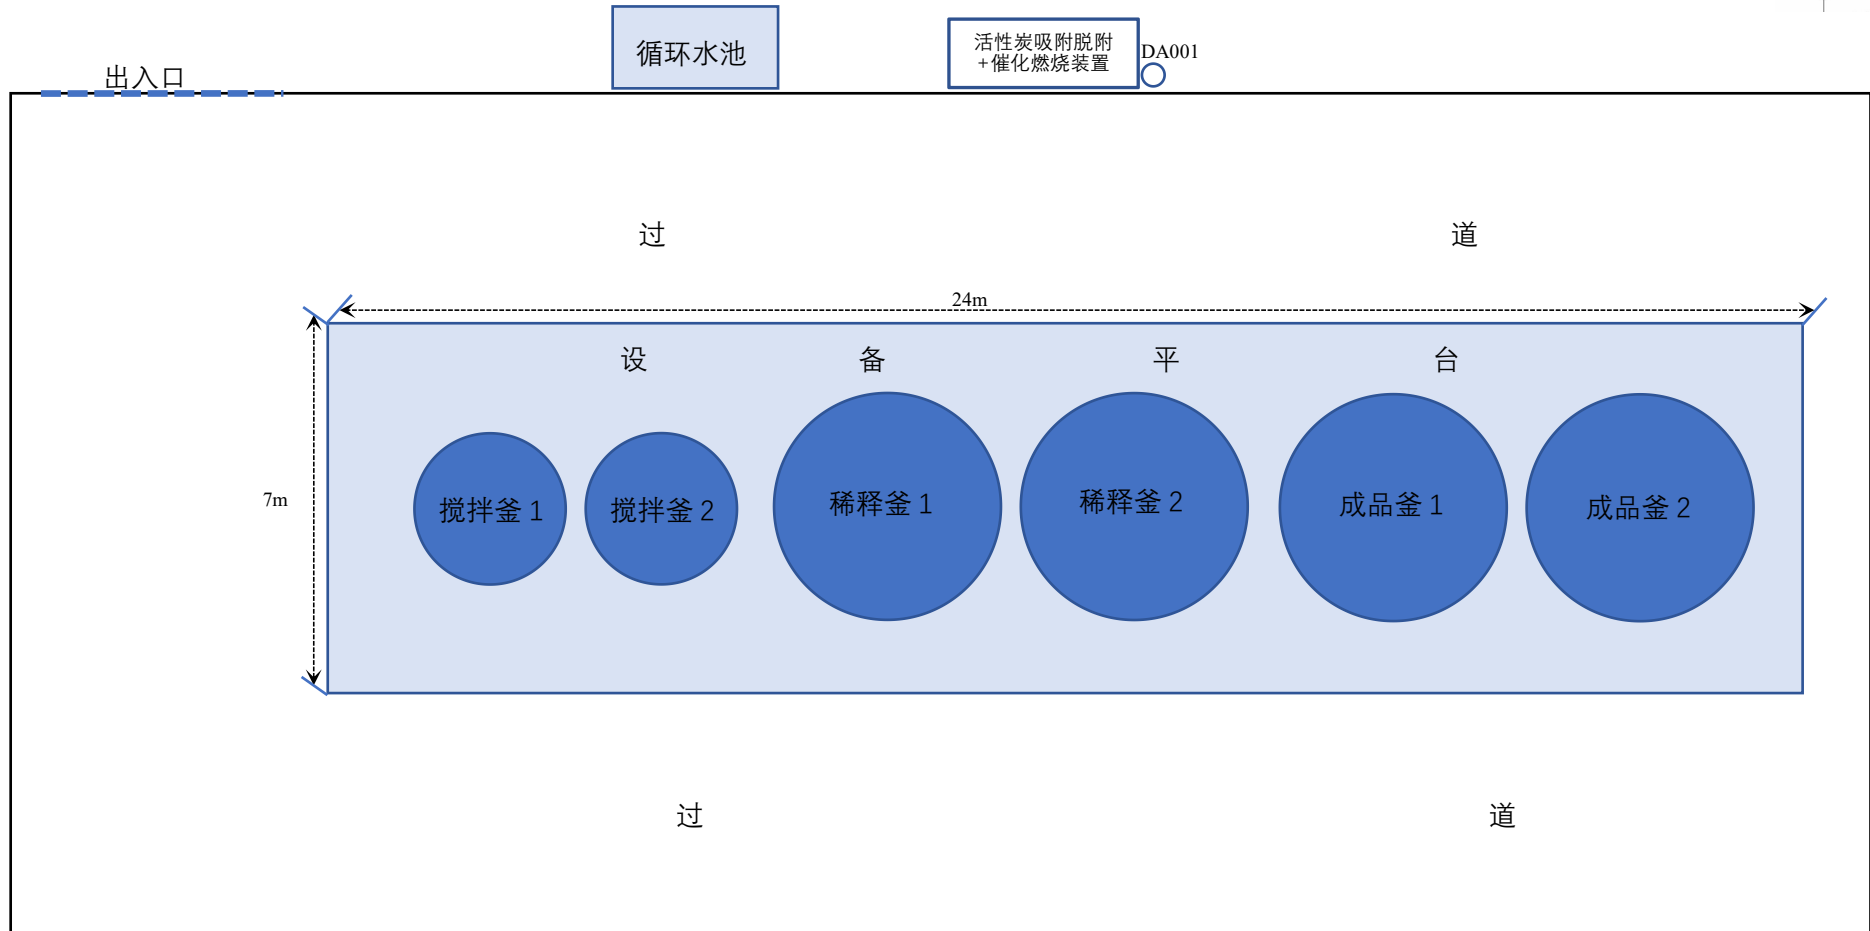 循环水池
活性炭吸附脱附
+催化燃烧装置
DA001
出入口
过 道
24m
设 备 平 台
7m
搅拌釜1 搅拌釜2 稀释釜1 稀释釜2 成品釜1 成品釜2
过 道